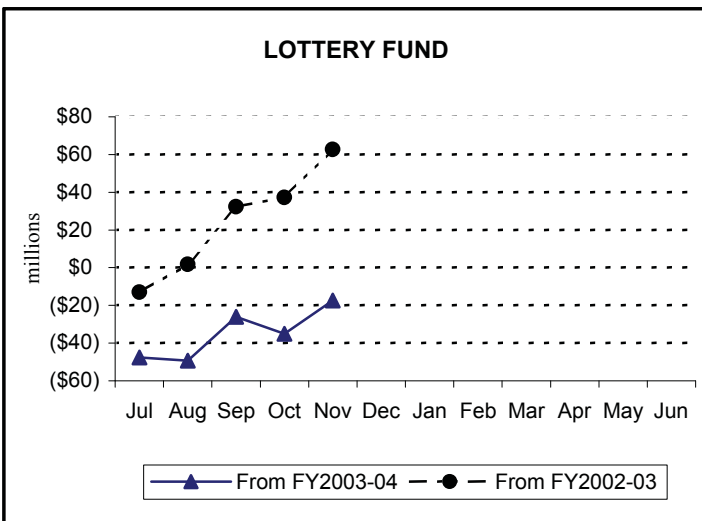 LOTTERY FUND
$80
$60
$40
$20
$0
($20)
($40)
($60)
millions
Jul Aug Sep Oct Nov Dec Jan Feb Mar Apr May Jun
From FY2003-04 From FY2002-03